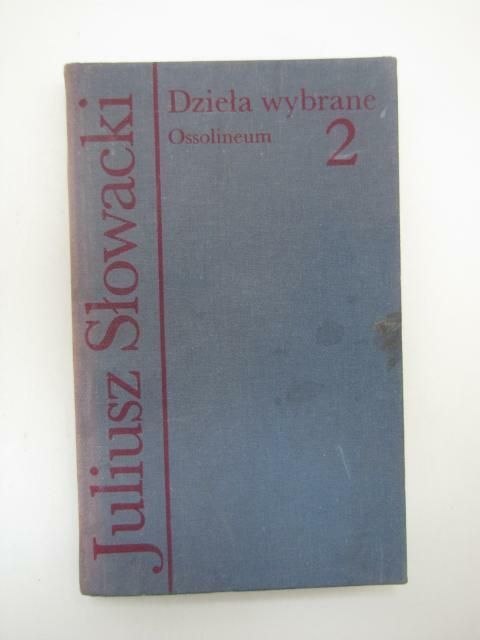 Juliusz Słowacki
Dzieła wybrane
Ossolineum
2